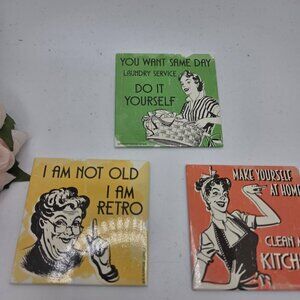 YOU WANT SAME DAY
LAUNDRY SERVICE
DO IT
YOURSELF
I AM NOT OLD
I AM
RETRO
MAKE YOURSELF
AT HOME
CLEAN
KITCH